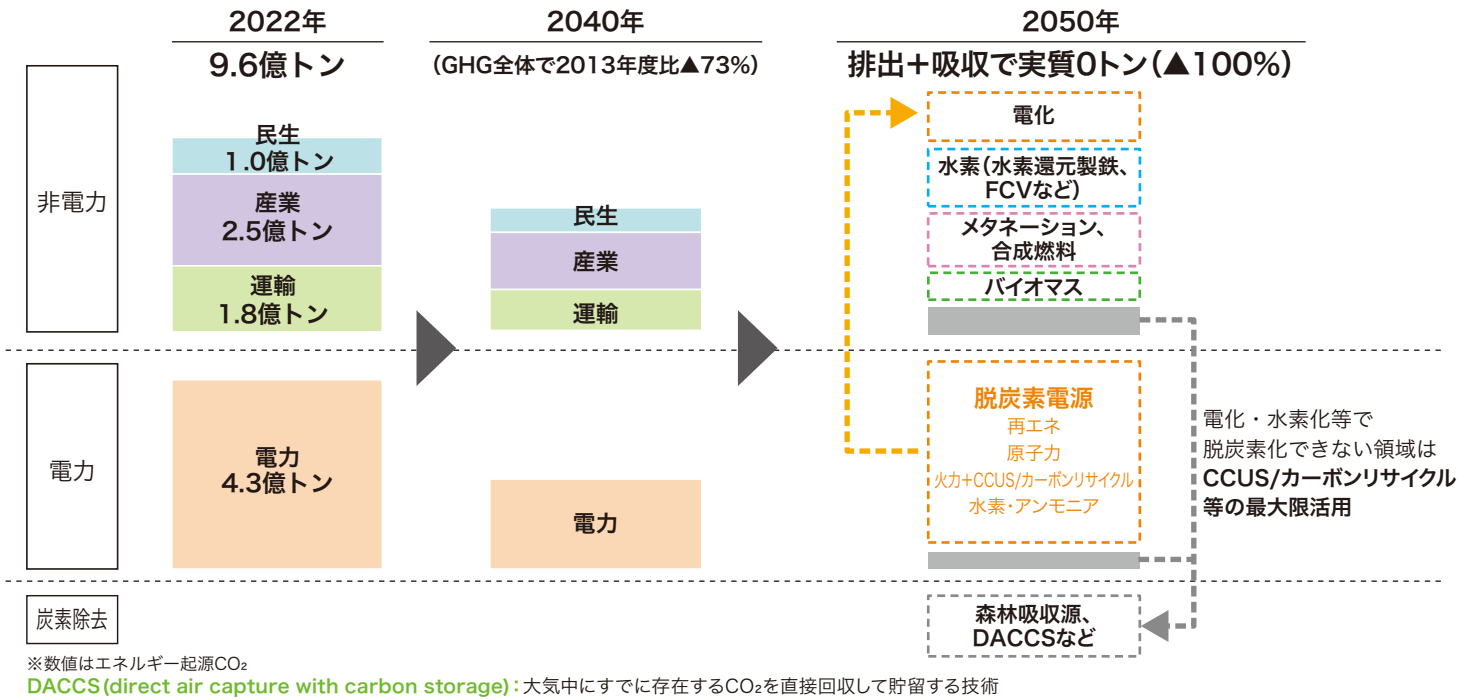 2022年
9.6億トン
2040年
(GHG全体で2013年度比▲73%)
2050年
排出+吸収で実質0トン(▲100%)
非電力
民生
1.0億トン
産業
2.5億トン
運輸
1.8億トン
民生
産業
運輸
電化
水素(水素還元製鉄、
FCVなど)
メタネーション、
合成燃料
バイオマス
電力
電力
4.3億トン
電力
脱炭素電源
再エネ
原子力
火力+CCUS/カーボンリサイクル
水素・アンモニア
電化・水素化等で
脱炭素化できない領域は
CCUS/カーボンリサイクル
等の最大限活用
炭素除去
森林吸収源、
DACCSなど
※数値はエネルギー起源CO₂
DACCS(direct air capture with carbon storage):大気中にすでに存在するCO₂を直接回収して貯留する技術